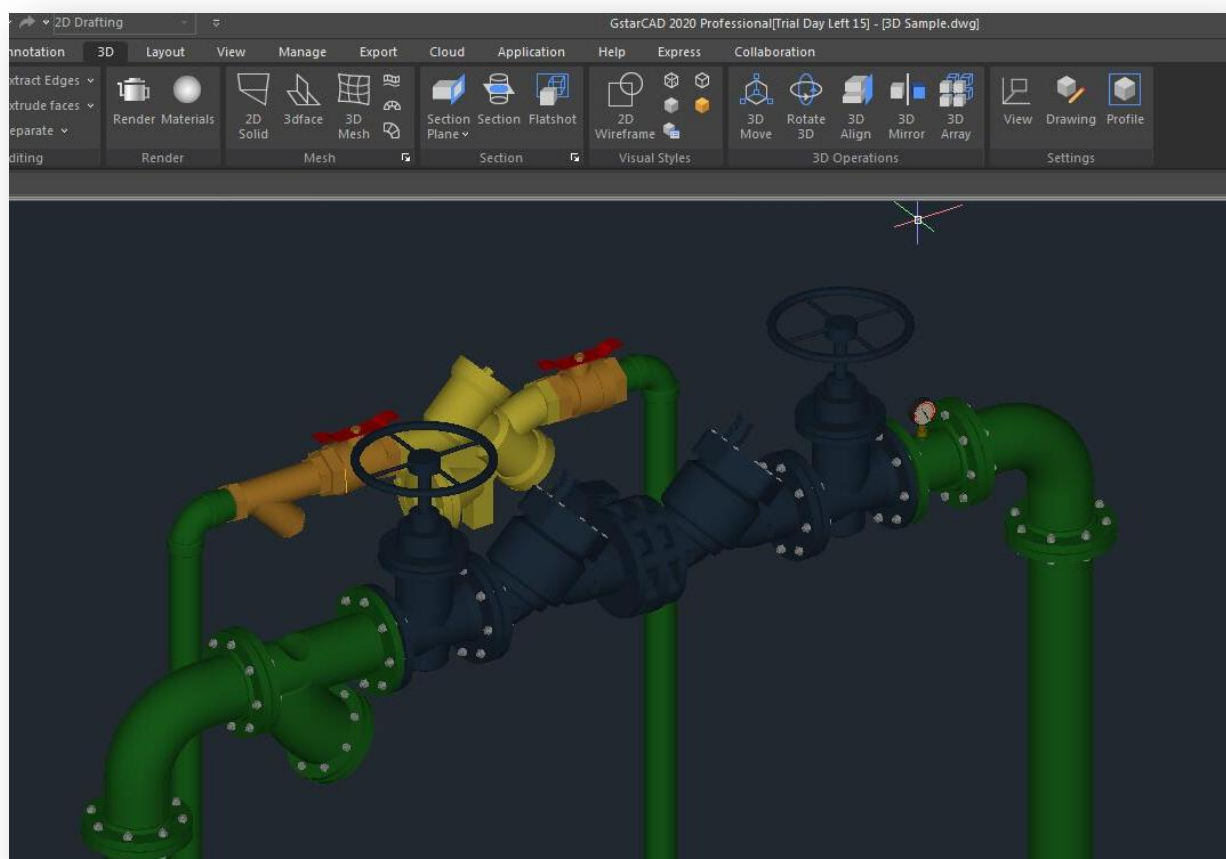 2D Drafting
GstarCAD 2020 Professional[Trial Day Left 15] - [3D Sample.dwg]
nnotation 3D Layout View Manage Export Cloud Application Help Express Collaboration
xtract Edges
xtrude faces
eparate
diting
Render Materials
Render
2D Solid
3dface
3D Mesh
Mesh
Section Plane
Section
Flatshot
Section
2D Wireframe
Visual Styles
3D Move
Rotate 3D
3D Align
3D Mirror
3D Array
3D Operations
View
Drawing
Profile
Settings